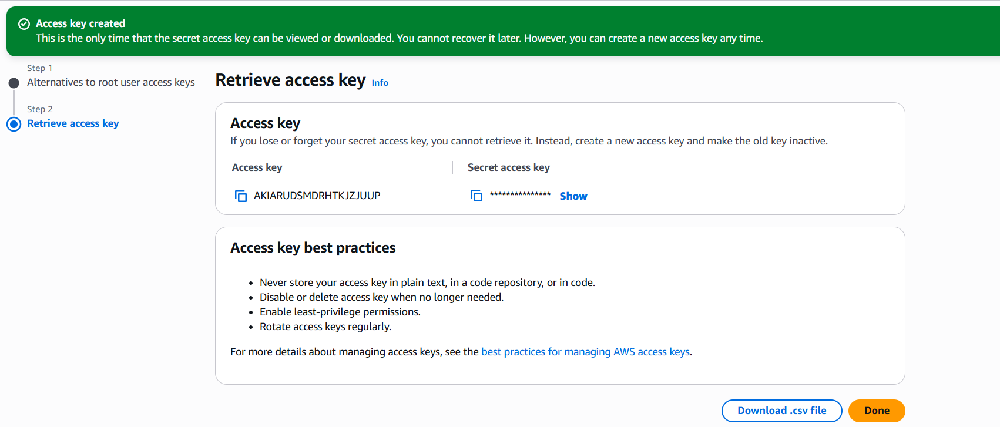 Access key created
This is the only time that the secret access key can be viewed or downloaded. You cannot recover it later. However, you can create a new access key any time.
Step 1
Alternatives to root user access keys
Step 2
Retrieve access key
Retrieve access key Info
Access key
If you lose or forget your secret access key, you cannot retrieve it. Instead, create a new access key and make the old key inactive.
Access key Secret access key
AKIARUDSMDRHTKJZJUUP *************** Show
Access key best practices
• Never store your access key in plain text, in a code repository, or in code.
• Disable or delete access key when no longer needed.
• Enable least-privilege permissions.
• Rotate access keys regularly.
For more details about managing access keys, see the best practices for managing AWS access keys.
Download .csv file Done